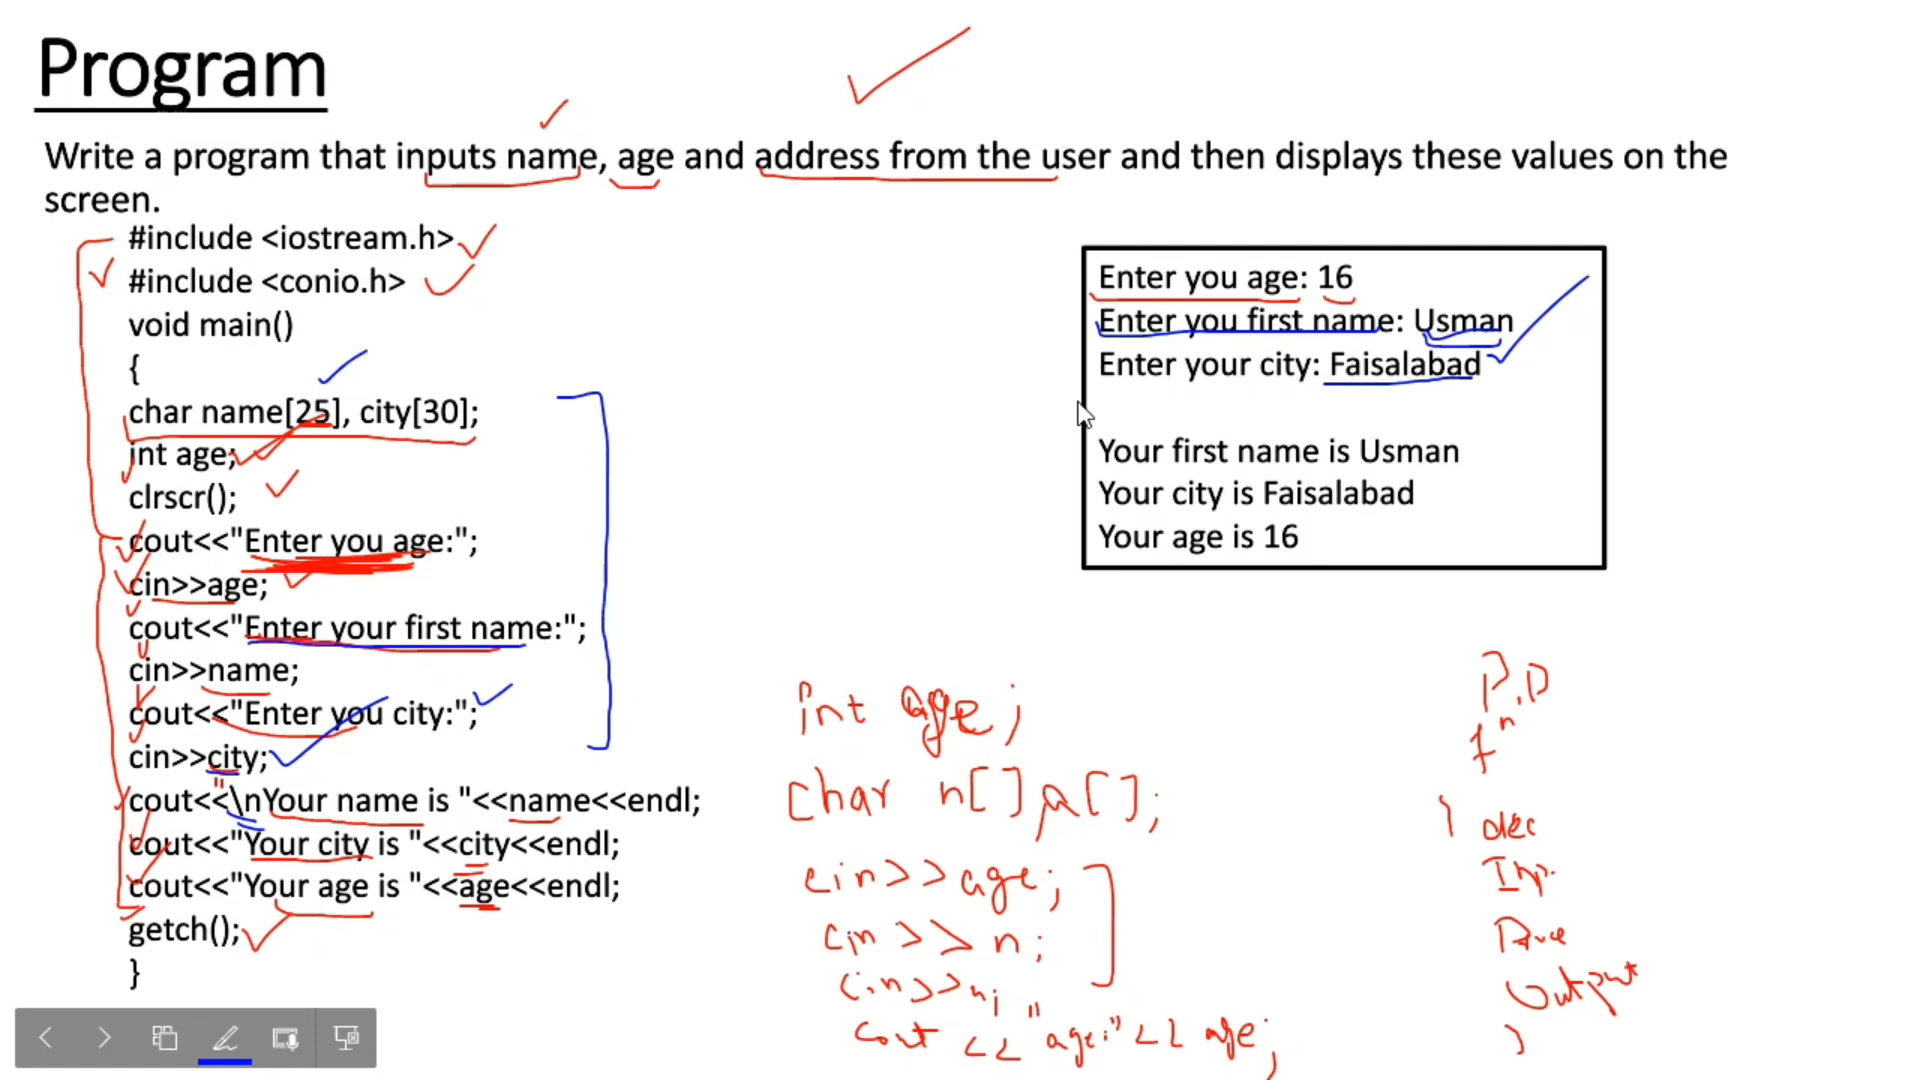 Program
Write a program that inputs name, age and address from the user and then displays these values on the
screen.
#include <iostream.h>
#include <conio.h>
void main()
{
char name[25], city[30];
int age;
clrscr();
cout<<"Enter you age:";
cin>>age;
cout<<"Enter your first name:";
cin>>name;
cout<<"Enter you city:";
cin>>city;
cout<<"\nYour name is "<<name<<endl;
cout<<"Your city is "<<city<<endl;
cout<<"Your age is "<<age<<endl;
getch();
}
Enter you age: 16
Enter you first name: Usman
Enter your city: Faisalabad
Your first name is Usman
Your city is Faisalabad
Your age is 16
int age;
char n[] a[];
cin>>age;
cin>>n;
cin>>n;
cout<<"age:"<<age;
P.D
fn
dec
Inp.
Output